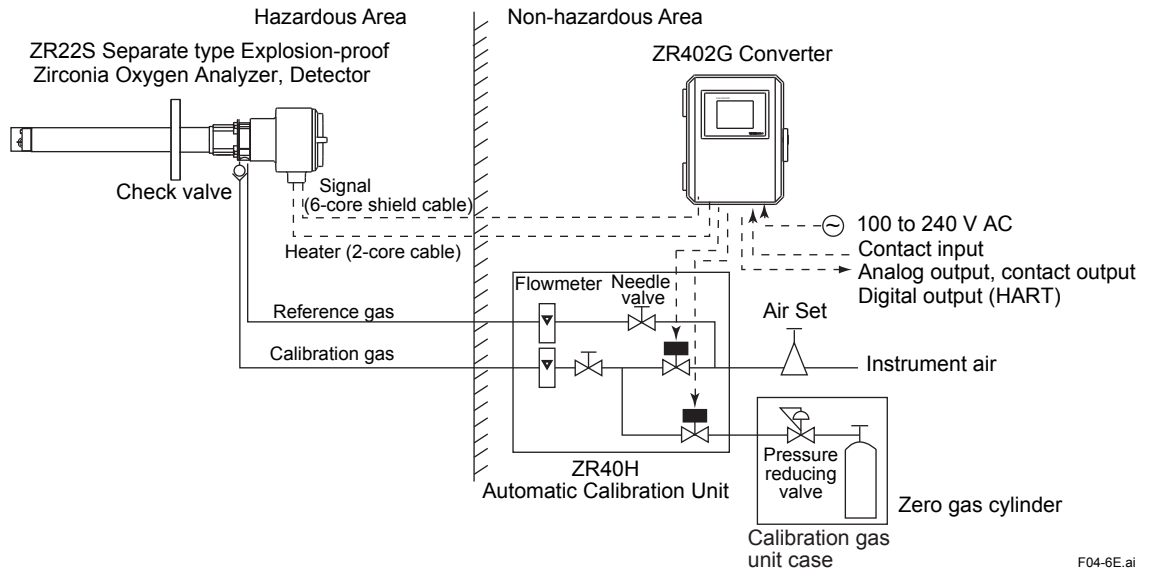 Hazardous Area
Non-hazardous Area
ZR22S Separate type Explosion-proof
Zirconia Oxygen Analyzer, Detector
ZR402G Converter
Check valve
Signal
(6-core shield cable)
Heater (2-core cable)
100 to 240 V AC
Contact input
Analog output, contact output
Digital output (HART)
Flowmeter
Needle
valve
Air Set
Reference gas
Calibration gas
Instrument air
ZR40H
Automatic Calibration Unit
Pressure
reducing
valve
Zero gas cylinder
Calibration gas
unit case
F04-6E.ai